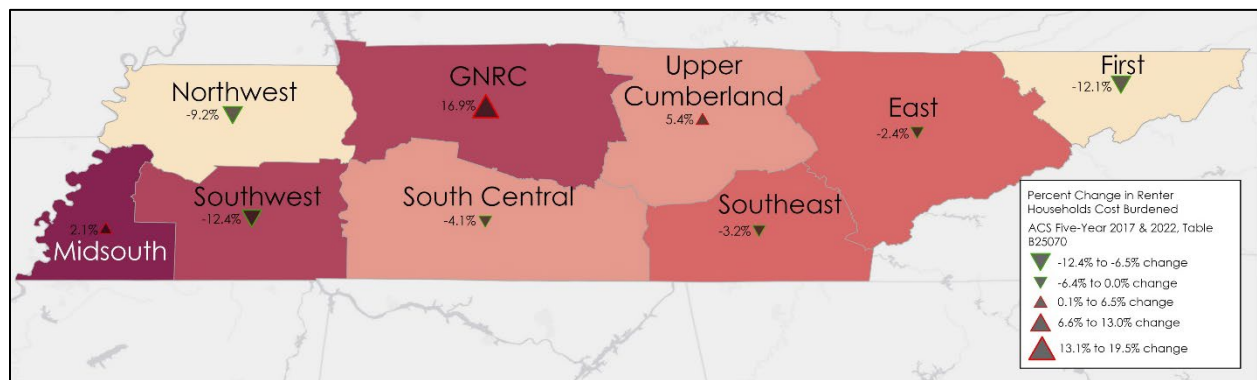 Northwest
-9.2%
GNRC
16.9%
Upper
Cumberland
5.4%
East
-2.4%
First
-12.1%
Midsouth
2.1%
Southwest
-12.4%
South Central
-4.1%
Southeast
-3.2%
Percent Change in Renter
Households Cost Burdened
ACS Five-Year 2017 & 2022, Table
B25070
-12.4% to -6.5% change
-6.4% to 0.0% change
0.1% to 6.5% change
6.6% to 13.0% change
13.1% to 19.5% change